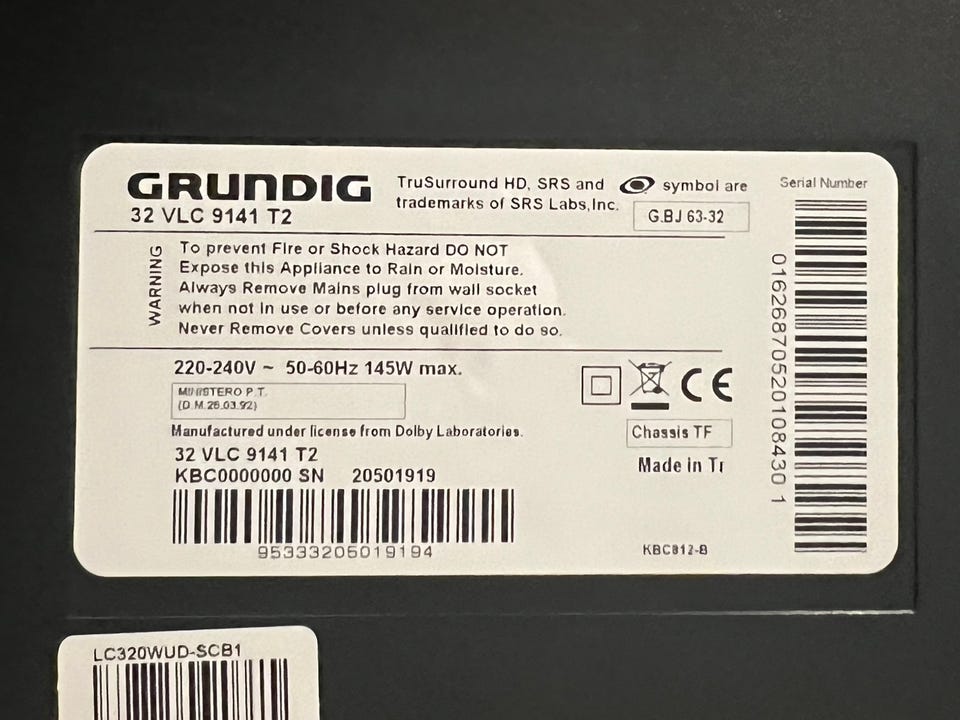 GRUNDIG
32 VLC 9141 T2
TruSurround HD, SRS and symbol are
trademarks of SRS Labs,Inc.
G.BJ 63-32
Serial Number
WARNING
To prevent Fire or Shock Hazard DO NOT
Expose this Appliance to Rain or Moisture.
Always Remove Mains plug from wall socket
when not in use or before any service operation.
Never Remove Covers unless qualified to do so.
220-240V ~ 50-60Hz 145W max.
MINISTERO P.T.
(D.M.26.03.92)
CE
Manufactured under license from Dolby Laboratories.
Chassis TF
32 VLC 9141 T2
KBC0000000 SN 20501919
Made in Tr
95333205019194
KBC812-B
01626870520108430 1
LC320WUD-SCB1